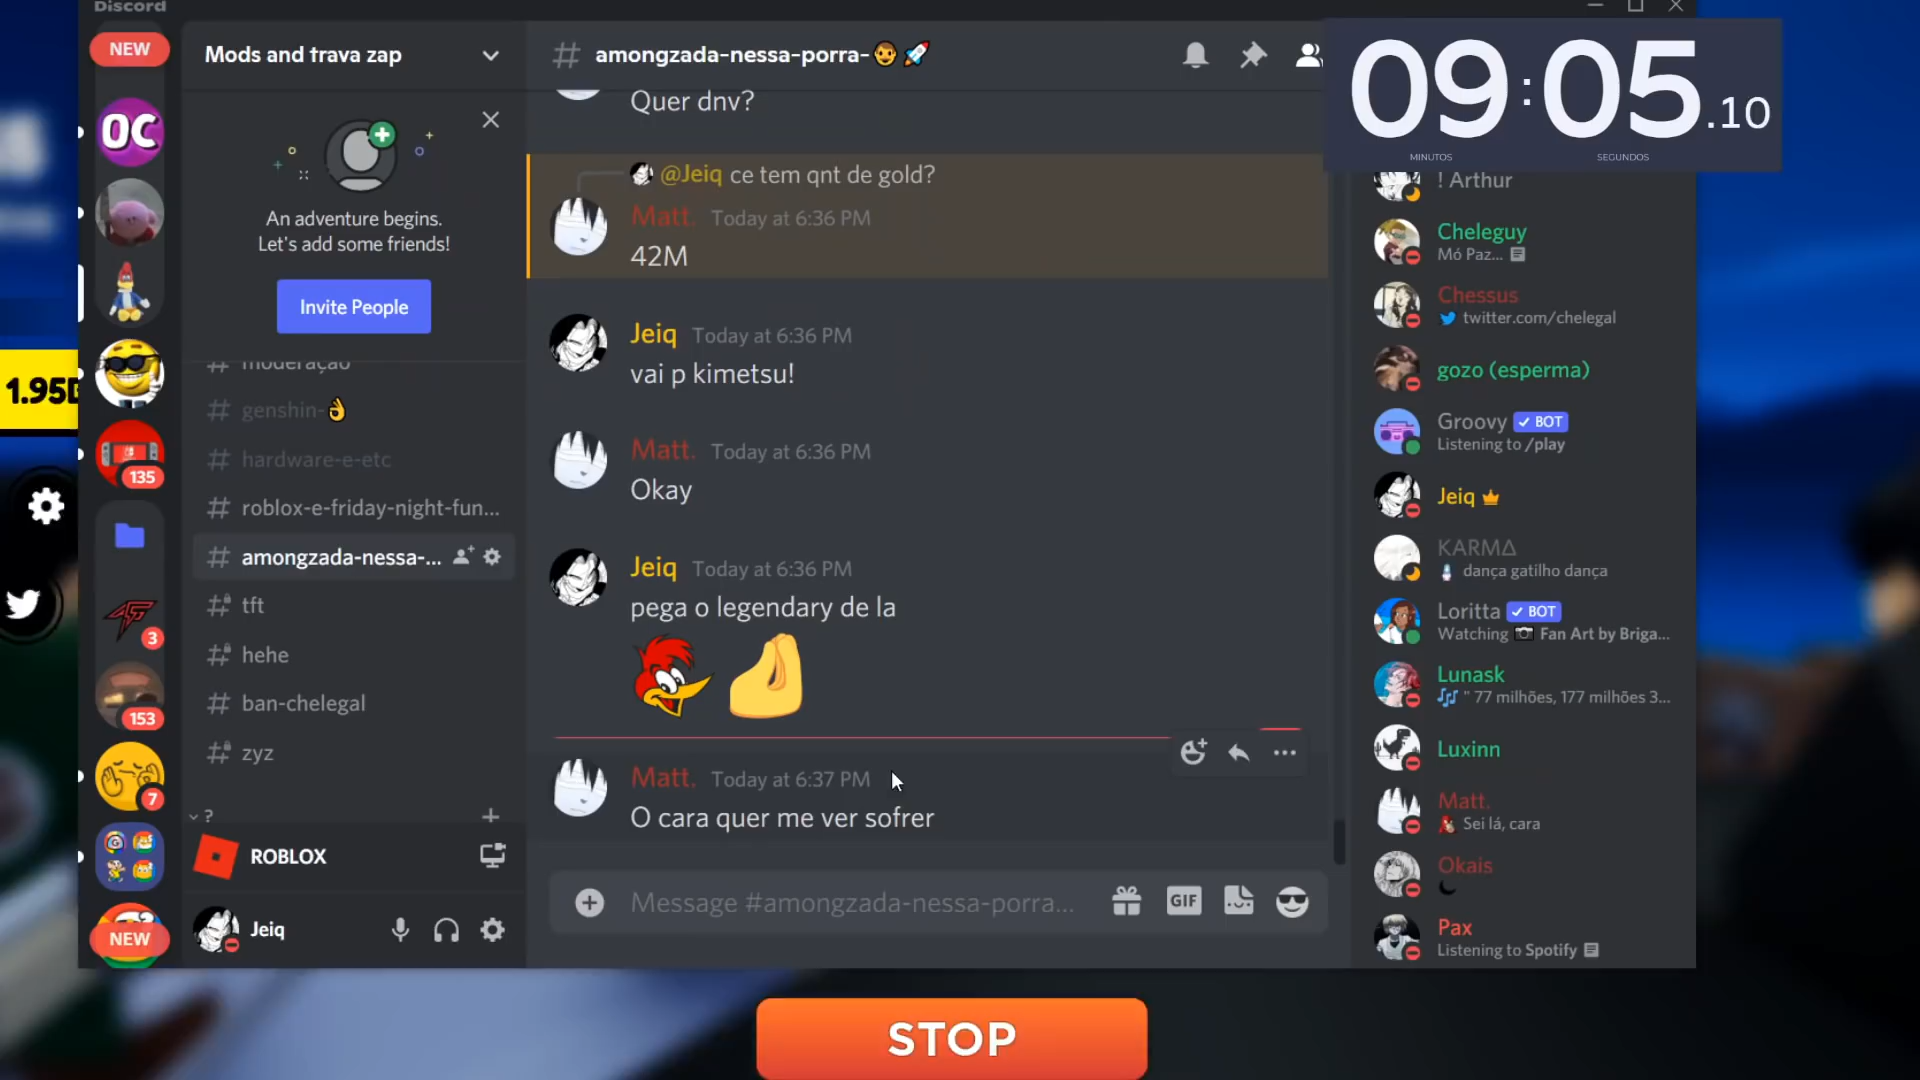 Discord
NEW
Mods and trava zap
amongzada-nessa-porra-
09:05.10
MINUTOS
SEGUNDOS
OC
An adventure begins.
Let's add some friends!
Invite People
moderação
genshin-
hardware-e-etc
roblox-e-friday-night-fun...
amongzada-nessa-...
tft
hehe
ban-chelegal
zyz
?
ROBLOX
Jeiq
135
3
153
7
NEW
Quer dnv?
@Jeiq ce tem qnt de gold?
Matt. Today at 6:36 PM
42M
Jeiq Today at 6:36 PM
vai p kimetsu!
Matt. Today at 6:36 PM
Okay
Jeiq Today at 6:36 PM
pega o legendary de la
Matt. Today at 6:37 PM
O cara quer me ver sofrer
Message #amongzada-nessa-porra...
GIF
! Arthur
Cheleguy
Mó Paz...
Chessus
twitter.com/chelegal
gozo (esperma)
Groovy BOT
Listening to /play
Jeiq
KARMΔ
dança gatilho dança
Loritta BOT
Watching Fan Art by Briga...
Lunask
" 77 milhões, 177 milhões 3...
Luxinn
Matt.
Sei lá, cara
Okais
Pax
Listening to Spotify
STOP